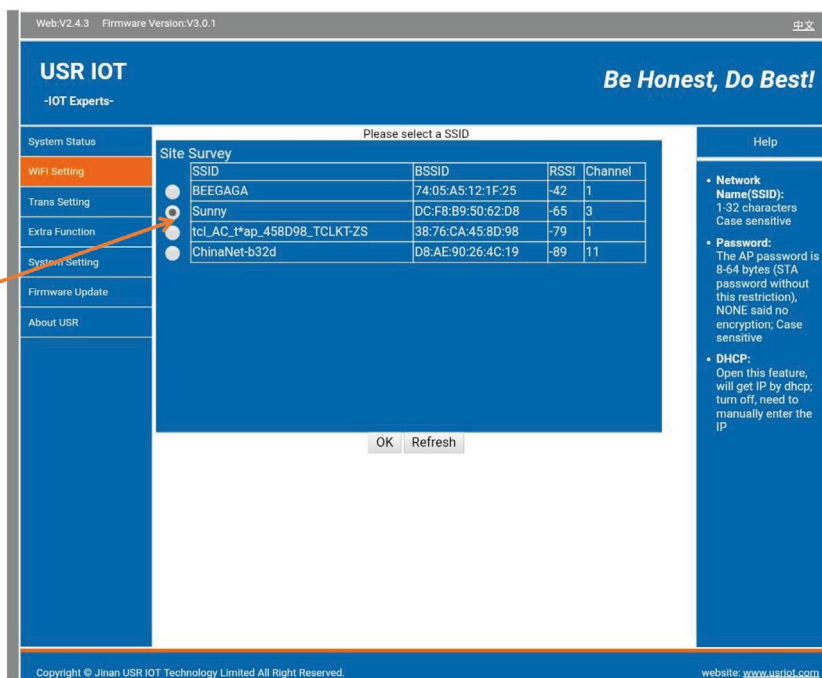 Web:V2.4.3 Firmware Version:V3.0.1
中文
USR IOT
-IOT Experts-
Be Honest, Do Best!
System Status
WiFI Setting
Trans Setting
Extra Function
System Setting
Firmware Update
About USR
Please select a SSID
Site Survey
SSID BSSID RSSI Channel
BEEGAGA 74:05:A5:12:1F:25 -42 1
Sunny DC:F8:B9:50:62:D8 -65 3
tcl_AC_t*ap_458D98_TCLKT-ZS 38:76:CA:45:8D:98 -79 1
ChinaNet-b32d D8:AE:90:26:4C:19 -89 11
OK Refresh
Help
• Network
Name(SSID):
1-32 characters
Case sensitive
• Password:
The AP password is
8-64 bytes (STA
password without
this restriction),
NONE said no
encryption; Case
sensitive
• DHCP:
Open this feature,
will get IP by dhcp;
turn off, need to
manually enter the
IP
Copyright © Jinan USR IOT Technology Limited All Right Reserved.
website: www.usriot.com